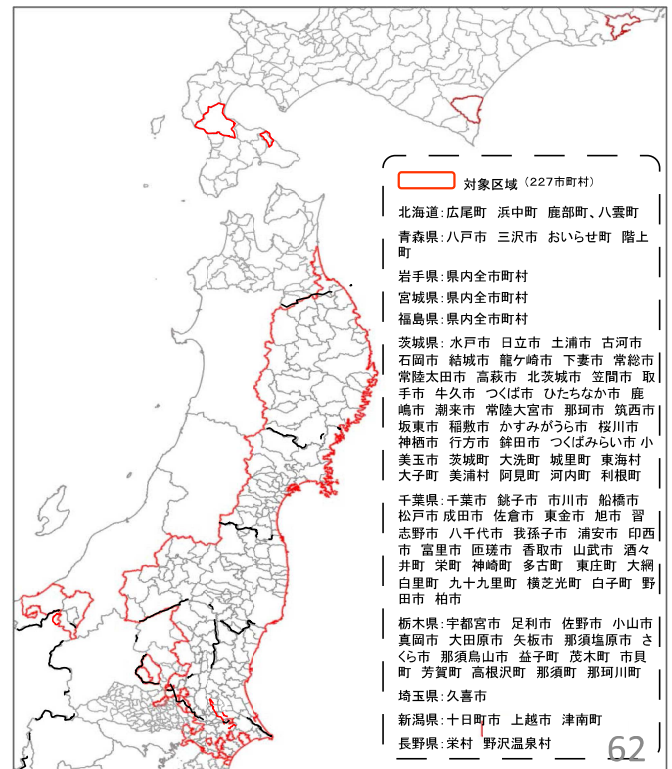 対象区域 (227市町村)
北海道:広尾町 浜中町 鹿部町、八雲町
青森県:八戸市 三沢市 おいらせ町 階上
町
岩手県:県内全市町村
宮城県:県内全市町村
福島県:県内全市町村
茨城県:水戸市 日立市 土浦市 古河市
石岡市 結城市 龍ケ崎市 下妻市 常総市
常陸太田市 高萩市 北茨城市 笠間市 取
手市 牛久市 つくば市 ひたちなか市 鹿
嶋市 潮来市 常陸大宮市 那珂市 筑西市
坂東市 稲敷市 かすみがうら市 桜川市
神栖市 行方市 鉾田市 つくばみらい市 小
美玉市 茨城町 大洗町 城里町 東海村
大子町 美浦村 阿見町 河内町 利根町
千葉県:千葉市 銚子市 市川市 船橋市
松戸市 成田市 佐倉市 東金市 旭市 習
志野市 八千代市 我孫子市 浦安市 印西
市 富里市 匝瑳市 香取市 山武市 酒々
井町 栄町 神崎町 多古町 東庄町 大網
白里町 九十九里町 横芝光町 白子町 野
田市 柏市
栃木県:宇都宮市 足利市 佐野市 小山市
真岡市 大田原市 矢板市 那須塩原市 さ
くら市 那須烏山市 益子町 茂木町 市貝
町 芳賀町 高根沢町 那須町 那珂川町
埼玉県:久喜市
新潟県:十日町市 上越市 津南町
長野県:栄村 野沢温泉村
62